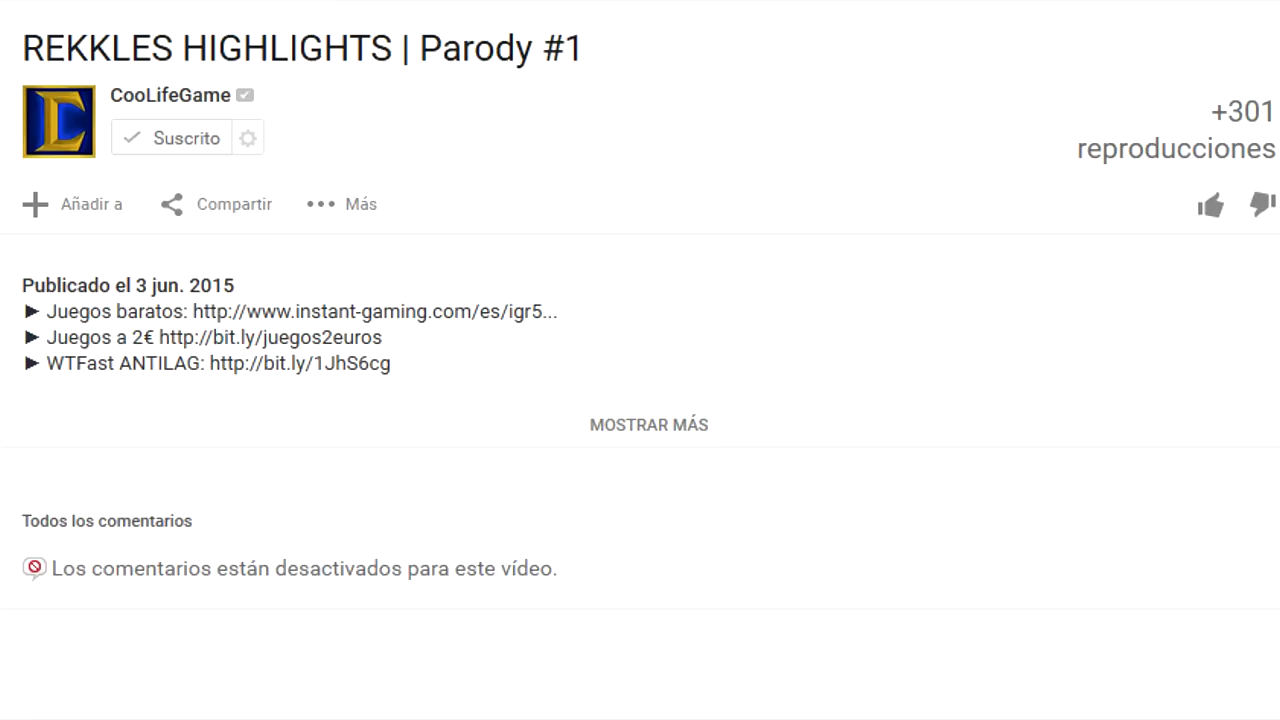 REKKLES HIGHLIGHTS | Parody #1
CooLifeGame
Suscrito
+301
reproducciones
Añadir a
Compartir
Más
Publicado el 3 jun. 2015
► Juegos baratos: http://www.instant-gaming.com/es/igr5...
► Juegos a 2€ http://bit.ly/juegos2euros
► WTFast ANTILAG: http://bit.ly/1JhS6cg
MOSTRAR MÁS
Todos los comentarios
Los comentarios están desactivados para este vídeo.